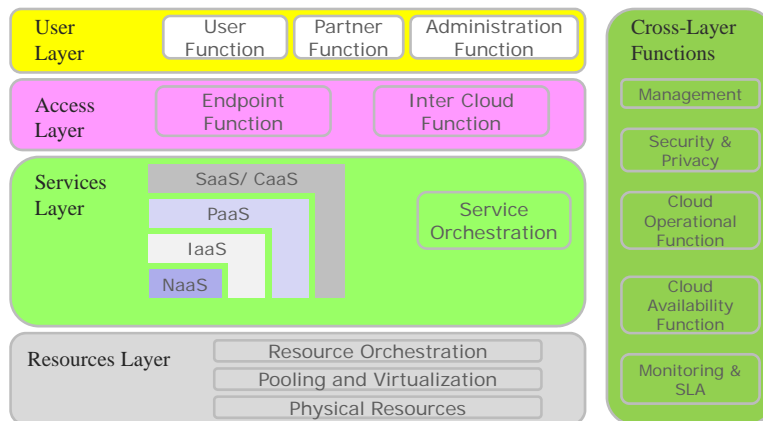 User
Layer
User
Function
Partner
Function
Administration
Function
Access
Layer
Endpoint
Function
Inter Cloud
Function
Services
Layer
SaaS/ CaaS
PaaS
IaaS
NaaS
Service
Orchestration
Resources Layer
Resource Orchestration
Pooling and Virtualization
Physical Resources
Cross-Layer
Functions
Management
Security &
Privacy
Cloud
Operational
Function
Cloud
Availability
Function
Monitoring &
SLA